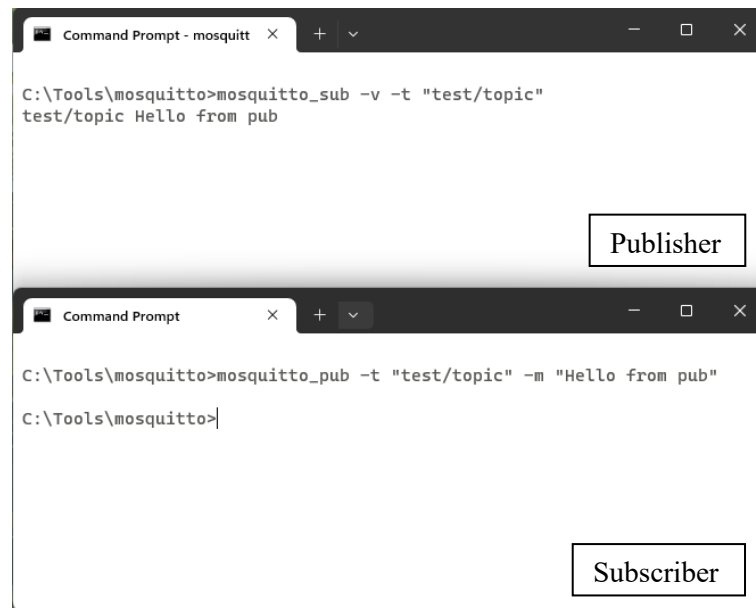 Command Prompt - mosquitt
C:\Tools\mosquitto>mosquitto_sub -v -t "test/topic"
test/topic Hello from pub
Publisher
Command Prompt
C:\Tools\mosquitto>mosquitto_pub -t "test/topic" -m "Hello from pub"
C:\Tools\mosquitto>
Subscriber